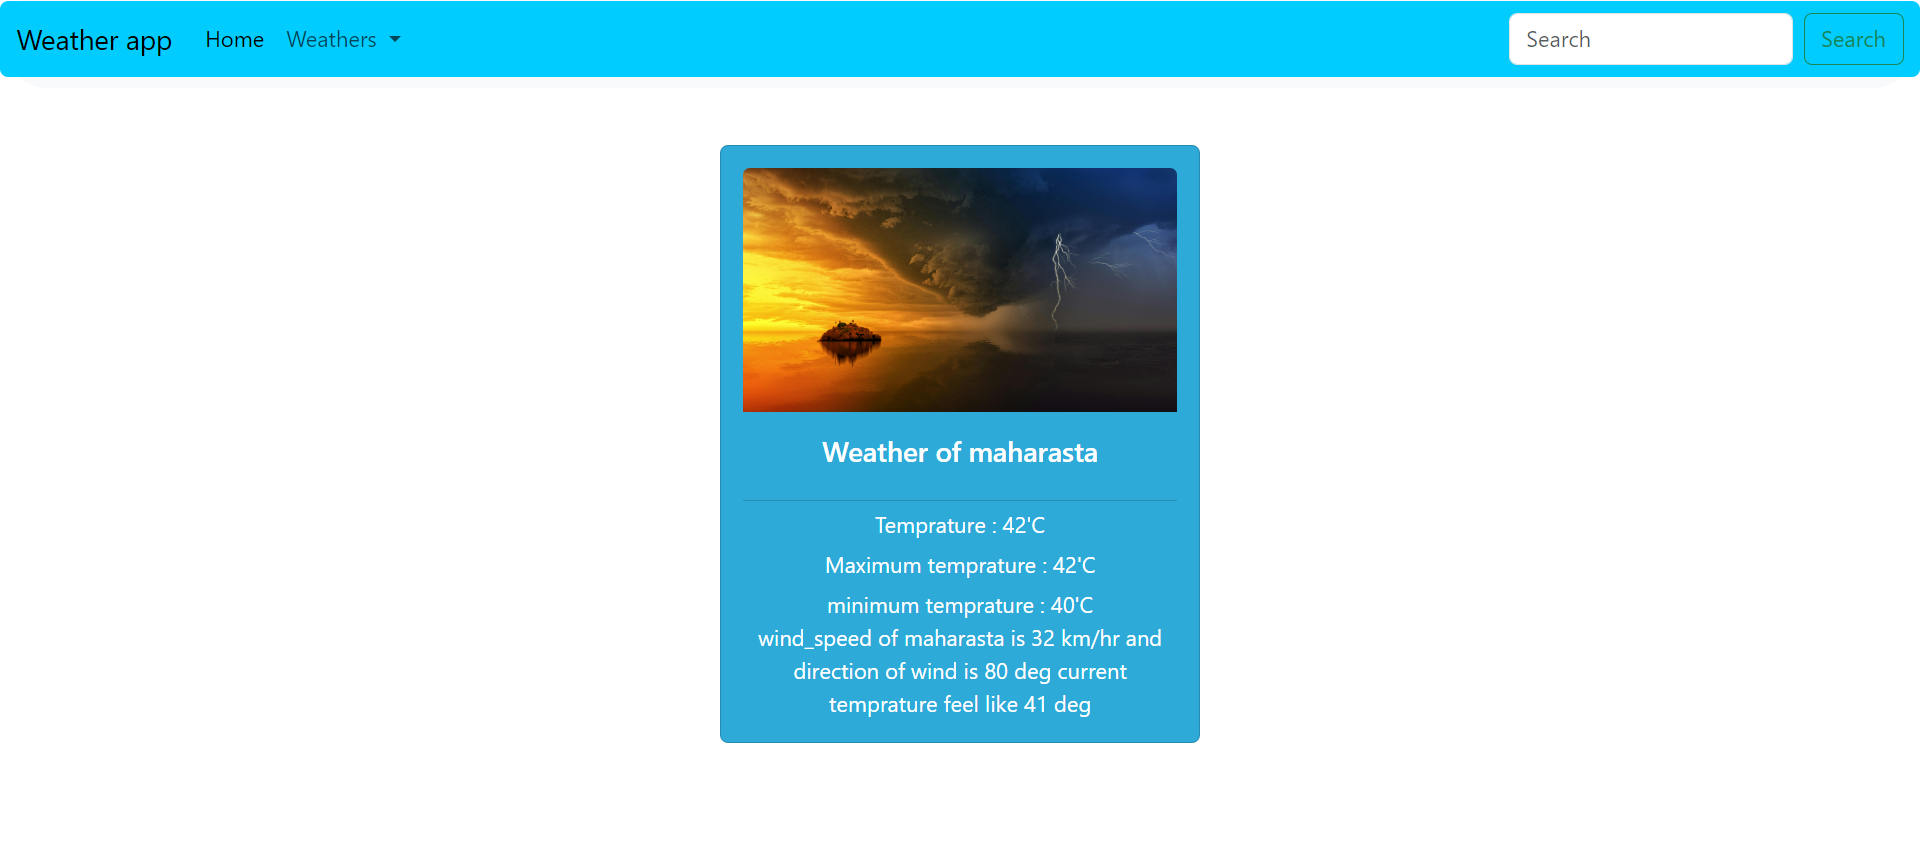 Weather app Home Weathers Search Search
Weather of maharasta
Temprature : 42'C
Maximum temprature : 42'C
minimum temprature : 40'C
wind_speed of maharasta is 32 km/hr and
direction of wind is 80 deg current
temprature feel like 41 deg